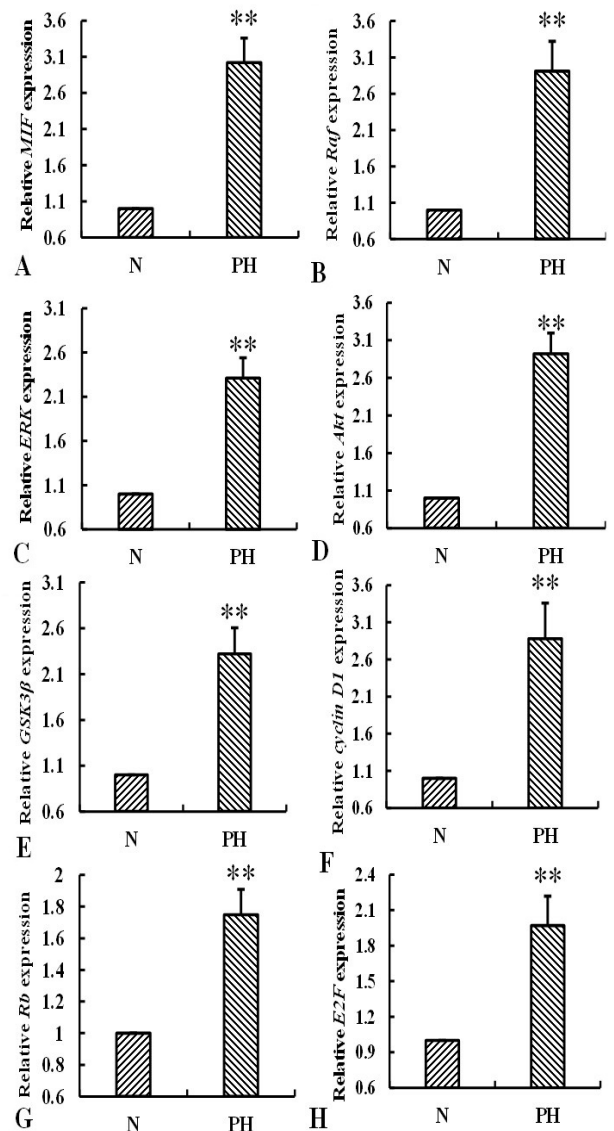 3.6
3.1
2.6
2.1
1.6
1.1
0.6
Relative MIF expression
**
N PH
A
3.6
3.1
2.6
2.1
1.6
1.1
0.6
Relative Raf expression
**
N PH
B
3.1
2.6
2.1
1.6
1.1
0.6
Relative ERK expression
**
N PH
C
3.6
3.1
2.6
2.1
1.6
1.1
0.6
Relative Akt expression
**
N PH
D
3.1
2.6
2.1
1.6
1.1
0.6
Relative GSK3β expression
**
N PH
E
3.6
3.1
2.6
2.1
1.6
1.1
0.6
Relative cyclin D1 expression
**
N PH
F
2
1.8
1.6
1.4
1.2
1
0.8
0.6
Relative Rb expression
**
N PH
G
2.4
2.1
1.8
1.5
1.2
0.9
0.6
Relative E2F expression
**
N PH
H